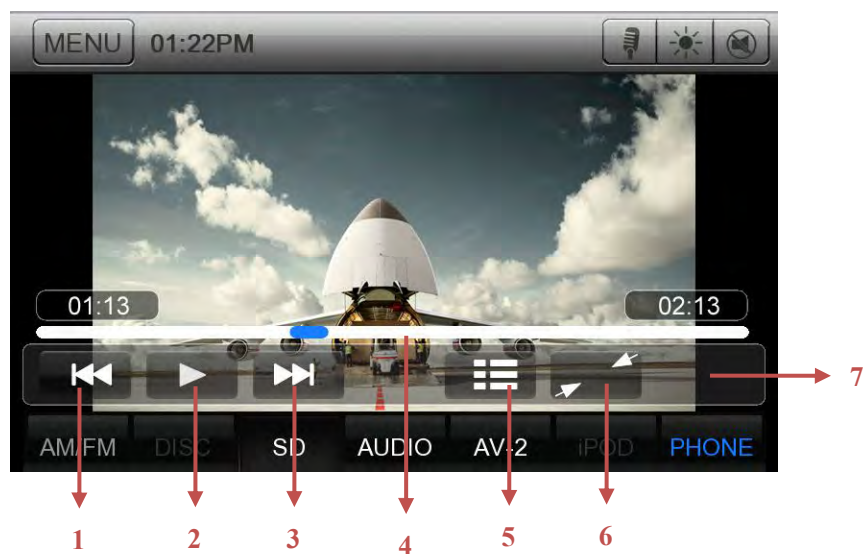 MENU 01:22PM
01:13 02:13
7
AM/FM DISC SD AUDIO AV-2 iPOD PHONE
1 2 3 4 5 6